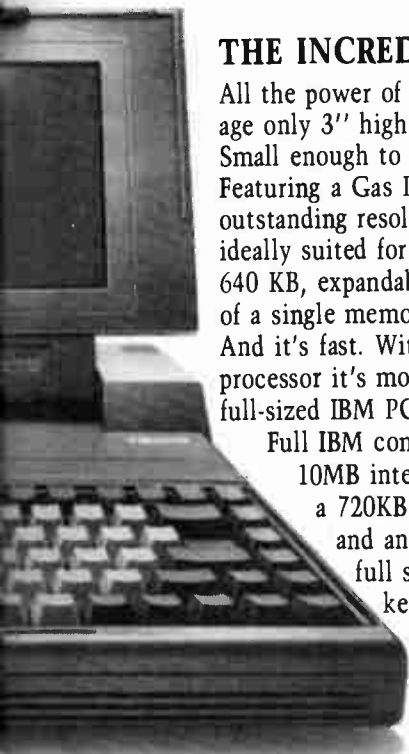 THE INCRED
All the power of
age only 3" high
Small enough to
Featuring a Gas
outstanding resol
ideally suited for
640 KB, expandab
of a single memo
And it's fast. Wit
processor it's mo
full-sized IBM PC
Full IBM con
10MB inte
a 720KB
and an
full s
ke